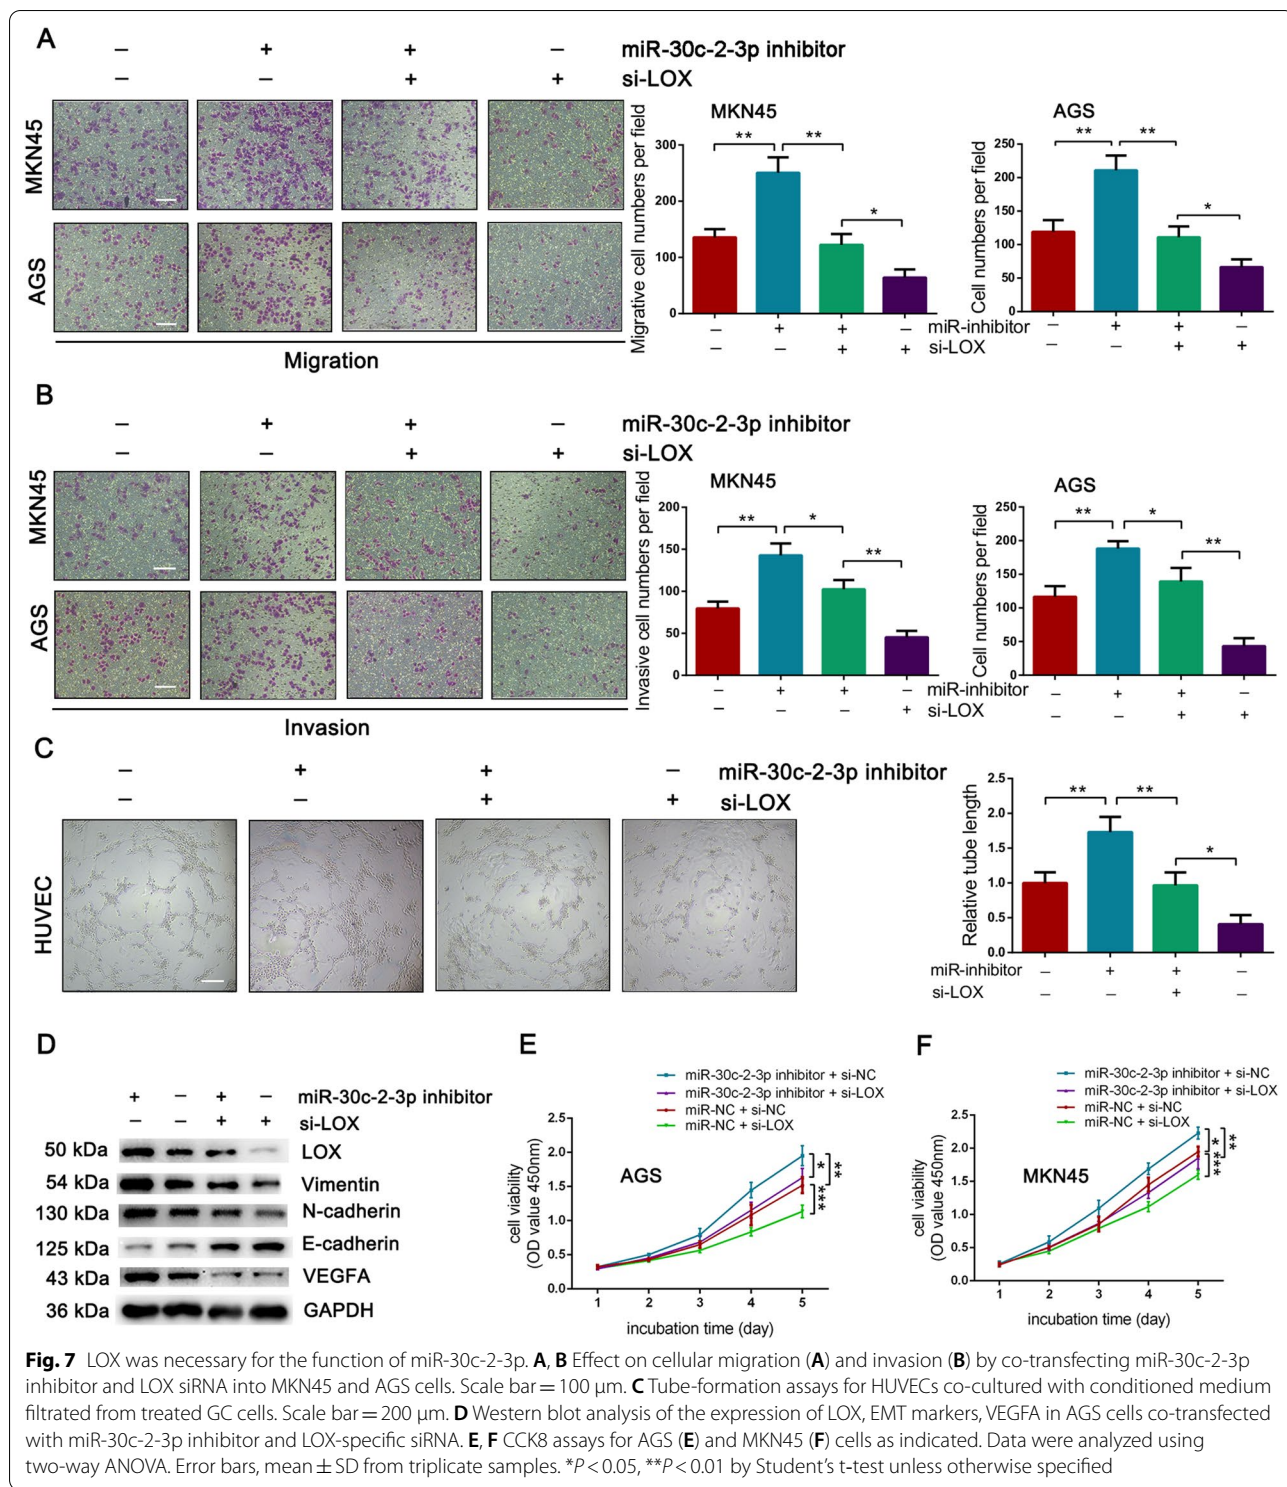 A
– + + – miR-30c-2-3p inhibitor
– – + + si-LOX
MKN45
AGS
Migration
MKN45
Migrative cell numbers per field
300
200
100
0
** **
*
– + + – miR-inhibitor
– – + + si-LOX
AGS
Cell numbers per field
250
200
150
100
50
0
** **
*
– + + –
– – + +
B
– + + – miR-30c-2-3p inhibitor
– – + + si-LOX
MKN45
AGS
Invasion
MKN45
Invasive cell numbers per field
200
150
100
50
0
** *
**
– + + – miR-inhibitor
– – – + si-LOX
AGS
Cell numbers per field
250
200
150
100
50
0
** *
**
– + + –
– – + +
C
– + + – miR-30c-2-3p inhibitor
– – + + si-LOX
HUVEC
Relative tube length
2.5
2.0
1.5
1.0
0.5
0.0
** **
*
miR-inhibitor – + + –
si-LOX – – + –
D
+ – + – miR-30c-2-3p inhibitor
– – + + si-LOX
50 kDa LOX
54 kDa Vimentin
130 kDa N-cadherin
125 kDa E-cadherin
43 kDa VEGFA
36 kDa GAPDH
E
miR-30c-2-3p inhibitor + si-NC
miR-30c-2-3p inhibitor + si-LOX
miR-NC + si-NC
miR-NC + si-LOX
AGS
cell viability
(OD value 450nm)
2.5
2.0
1.5
1.0
0.5
0.0
* **
***
1 2 3 4 5
incubation time (day)
F
miR-30c-2-3p inhibitor + si-NC
miR-30c-2-3p inhibitor + si-LOX
miR-NC + si-NC
miR-NC + si-LOX
MKN45
cell viability
(OD value 450nm)
2.5
2.0
1.5
1.0
0.5
0.0
* **
***
1 2 3 4 5
incubation time (day)
Fig. 7 LOX was necessary for the function of miR-30c-2-3p. A, B Effect on cellular migration (A) and invasion (B) by co-transfecting miR-30c-2-3p
inhibitor and LOX siRNA into MKN45 and AGS cells. Scale bar = 100 μm. C Tube-formation assays for HUVECs co-cultured with conditioned medium
filtrated from treated GC cells. Scale bar = 200 μm. D Western blot analysis of the expression of LOX, EMT markers, VEGFA in AGS cells co-transfected
with miR-30c-2-3p inhibitor and LOX-specific siRNA. E, F CCK8 assays for AGS (E) and MKN45 (F) cells as indicated. Data were analyzed using
two-way ANOVA. Error bars, mean ± SD from triplicate samples. *P < 0.05, **P < 0.01 by Student's t-test unless otherwise specified